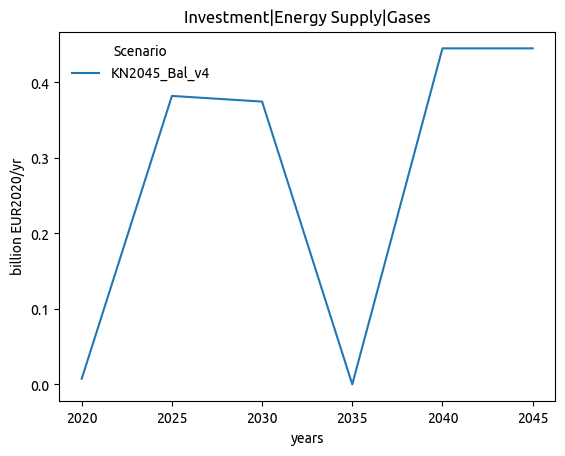 Investment|Energy Supply|Gases
Scenario
KN2045_Bal_v4
billion EUR2020/yr
0.4
0.3
0.2
0.1
0.0
2020 2025 2030 2035 2040 2045
years